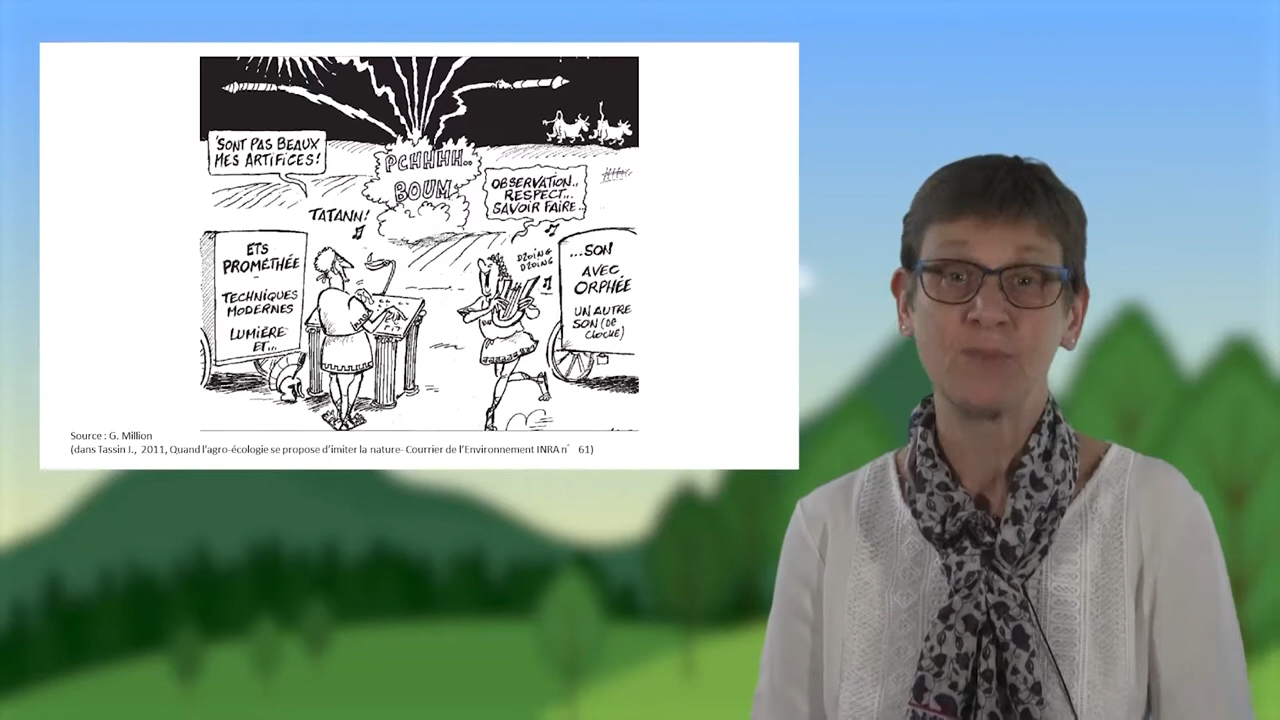 'SONT PAS BEAUX
MES ARTIFICES!
PCHHHH..
BOUM
OBSERVATION..
RESPECT...
SAVOIR FAIRE..
TATANN!
DZOING
DZOING
ETS
PROMÉTHÉE
-
TECHNIQUES
MODERNES
LUMIÈRE
ET...
...SON
AVEC
ORPHÉE
UN AUTRE
SON (DE
CLOCHE)
Source : G. Million
(dans Tassin J., 2011, Quand l'agro-écologie se propose d'imiter la nature- Courrier de l'Environnement INRA n° 61)